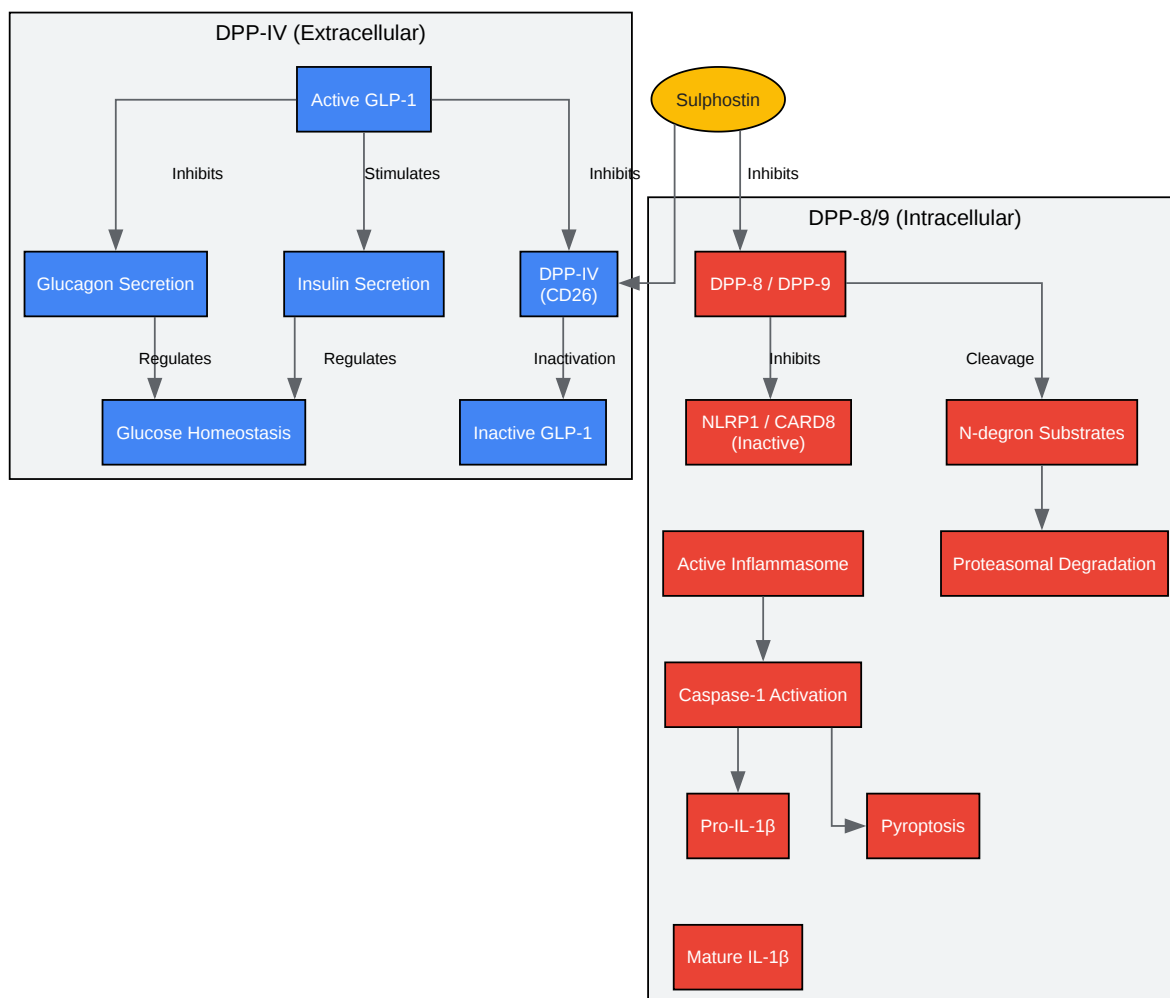 DPP-IV (Extracellular)
Active GLP-1
Sulphostin
Inhibits
Stimulates
Inhibits
Inhibits
DPP-8/9 (Intracellular)
Glucagon Secretion
Insulin Secretion
DPP-IV
(CD26)
DPP-8 / DPP-9
Regulates
Regulates
Inactivation
Inhibits
Cleavage
Glucose Homeostasis
Inactive GLP-1
NLRP1 / CARD8
(Inactive)
N-degron Substrates
Active Inflammasome
Proteasomal Degradation
Caspase-1 Activation
Pro-IL-1β
Pyroptosis
Mature IL-1β